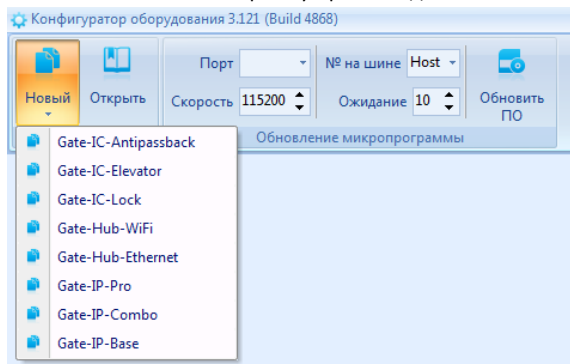 Конфигуратор оборудования 3.121 (Build 4868)
Порт № на шине Host
Новый Открыть Скорость 115200 Ожидание 10 Обновить ПО
Обновление микропрограммы
Gate-IC-Antipassback
Gate-IC-Elevator
Gate-IC-Lock
Gate-Hub-WiFi
Gate-Hub-Ethernet
Gate-IP-Pro
Gate-IP-Combo
Gate-IP-Base